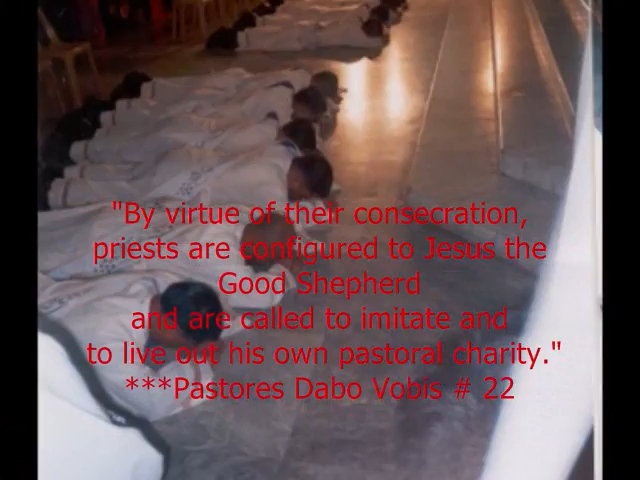 "By virtue of their consecration,
priests are configured to Jesus the
Good Shepherd
and are called to imitate and
to live out his own pastoral charity."
***Pastores Dabo Vobis # 22